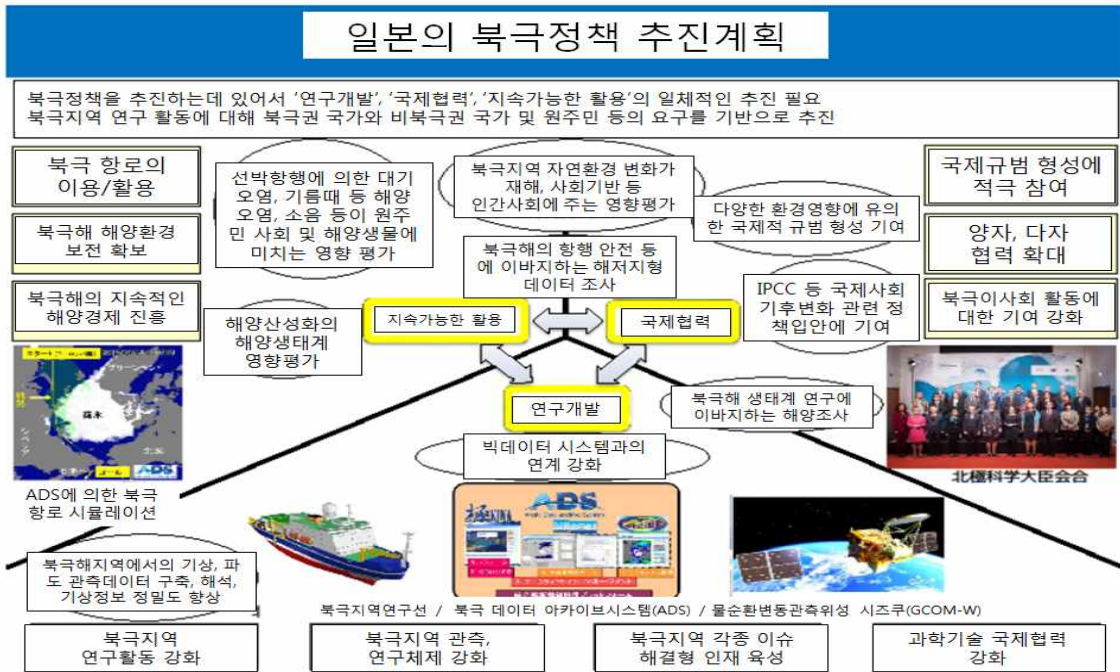 일본의 북극정책 추진계획
북극정책을 추진하는데 있어서 '연구개발', '국제협력', '지속가능한 활용'의 일체적인 추진 필요
북극지역 연구 활동에 대해 북극권 국가와 비북극권 국가 및 원주민 등의 요구를 기반으로 추진
북극 항로의
이용/활용
북극해 해양환경
보전 확보
북극해의 지속적인
해양경제 진흥
선박항행에 의한 대기
오염, 기름때 등 해양
오염, 소음 등이 원주
민 사회 및 해양생물에
미치는 영향 평가
북극지역 자연환경 변화가
재해, 사회기반 등
인간사회에 주는 영향평가
다양한 환경영향에 유의
한 국제적 규범 형성 기여
국제규범 형성에
적극 참여
양자, 다자
협력 확대
북극이사회 활동에
대한 기여 강화
북극해의 항행 안전 등
에 이바지하는 해저지형
데이터 조사
IPCC 등 국제사회
기후변화 관련 정
책입안에 기여
해양산성화의
해양생태계
영향평가
지속가능한 활용
국제협력
연구개발
북극해 생태계 연구에
이바지하는 해양조사
빅데이터 시스템과의
연계 강화
グリーンランド
海氷
シベリア
北米
ゴール
ADS
ADS에 의한 북극
항로 시뮬레이션
北極科学大臣会合
ADS
북극해지역에서의 기상, 파
도 관측데이터 구축, 해석,
기상정보 정밀도 향상
북극지역연구선 / 북극 데이터 아카이브시스템(ADS) / 물순환변동관측위성 시즈쿠(GCOM-W)
북극지역
연구활동 강화
북극지역 관측,
연구체제 강화
북극지역 각종 이슈
해결형 인재 육성
과학기술 국제협력
강화